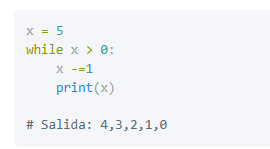 x = 5
while x > 0:
    x -=1
    print(x)

# Salida: 4,3,2,1,0